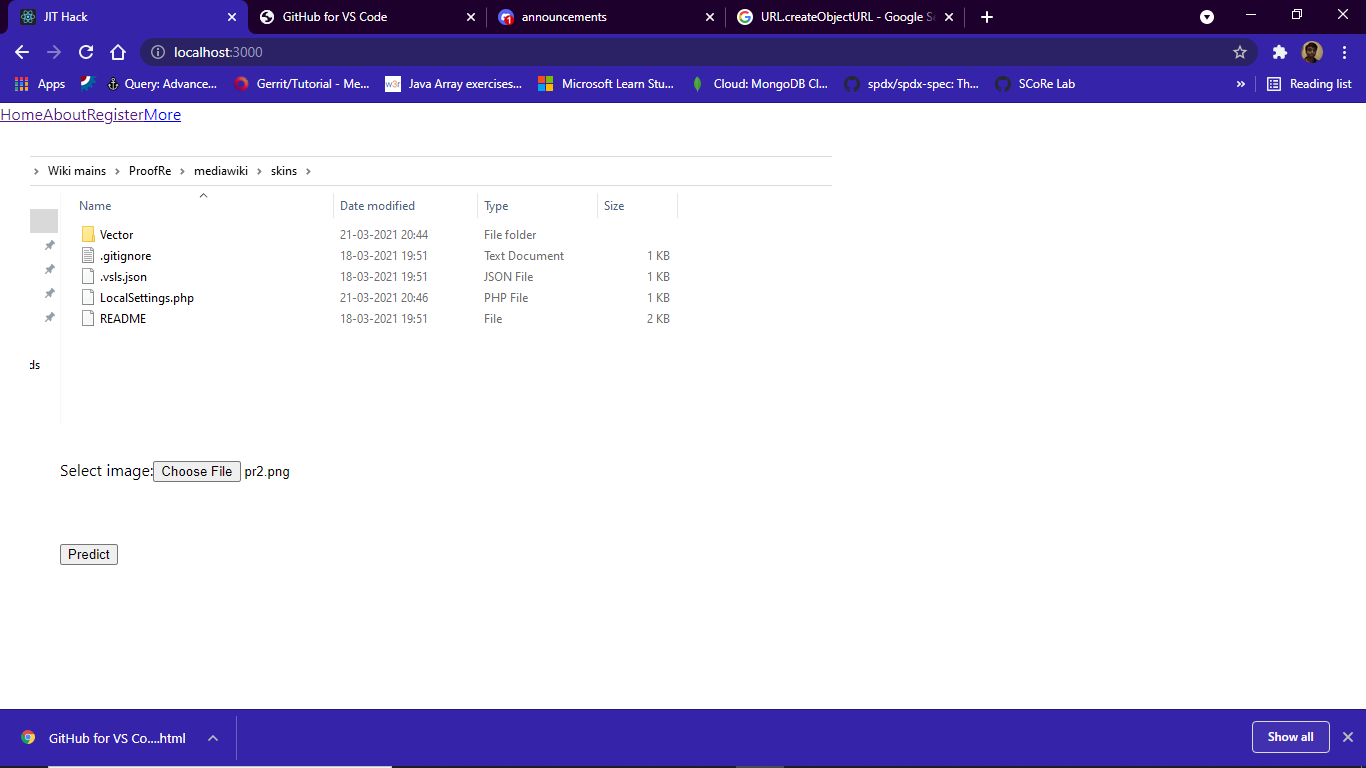 JIT Hack
GitHub for VS Code
announcements
URL.createObjectURL - Google Se
localhost:3000
Apps
Query: Advance...
Gerrit/Tutorial - Me...
w3r
Java Array exercises...
Microsoft Learn Stu...
Cloud: MongoDB Cl...
spdx/spdx-spec: Th...
SCoRe Lab
»
Reading list
HomeAboutRegisterMore
› Wiki mains › ProofRe › mediawiki › skins ›
Name Date modified Type Size
Vector 21-03-2021 20:44 File folder
.gitignore 18-03-2021 19:51 Text Document 1 KB
.vsls.json 18-03-2021 19:51 JSON File 1 KB
LocalSettings.php 21-03-2021 20:46 PHP File 1 KB
README 18-03-2021 19:51 File 2 KB
ds
Select image: Choose File pr2.png
Predict
GitHub for VS Co....html
Show all